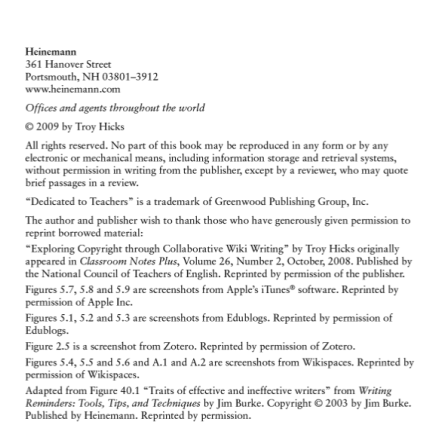 Heinemann
361 Hanover Street
Portsmouth, NH 03801–3912
www.heinemann.com
Offices and agents throughout the world
© 2009 by Troy Hicks
All rights reserved. No part of this book may be reproduced in any form or by any
electronic or mechanical means, including information storage and retrieval systems,
without permission in writing from the publisher, except by a reviewer, who may quote
brief passages in a review.
“Dedicated to Teachers” is a trademark of Greenwood Publishing Group, Inc.
The author and publisher wish to thank those who have generously given permission to
reprint borrowed material:
“Exploring Copyright through Collaborative Wiki Writing” by Troy Hicks originally
appeared in Classroom Notes Plus, Volume 26, Number 2, October, 2008. Published by
the National Council of Teachers of English. Reprinted by permission of the publisher.
Figures 5.7, 5.8 and 5.9 are screenshots from Apple’s iTunes® software. Reprinted by
permission of Apple Inc.
Figures 5.1, 5.2 and 5.3 are screenshots from Edublogs. Reprinted by permission of
Edublogs.
Figure 2.5 is a screenshot from Zotero. Reprinted by permission of Zotero.
Figures 5.4, 5.5 and 5.6 and A.1 and A.2 are screenshots from Wikispaces. Reprinted by
permission of Wikispaces.
Adapted from Figure 40.1 “Traits of effective and ineffective writers” from Writing
Reminders: Tools, Tips, and Techniques by Jim Burke. Copyright © 2003 by Jim Burke.
Published by Heinemann. Reprinted by permission.